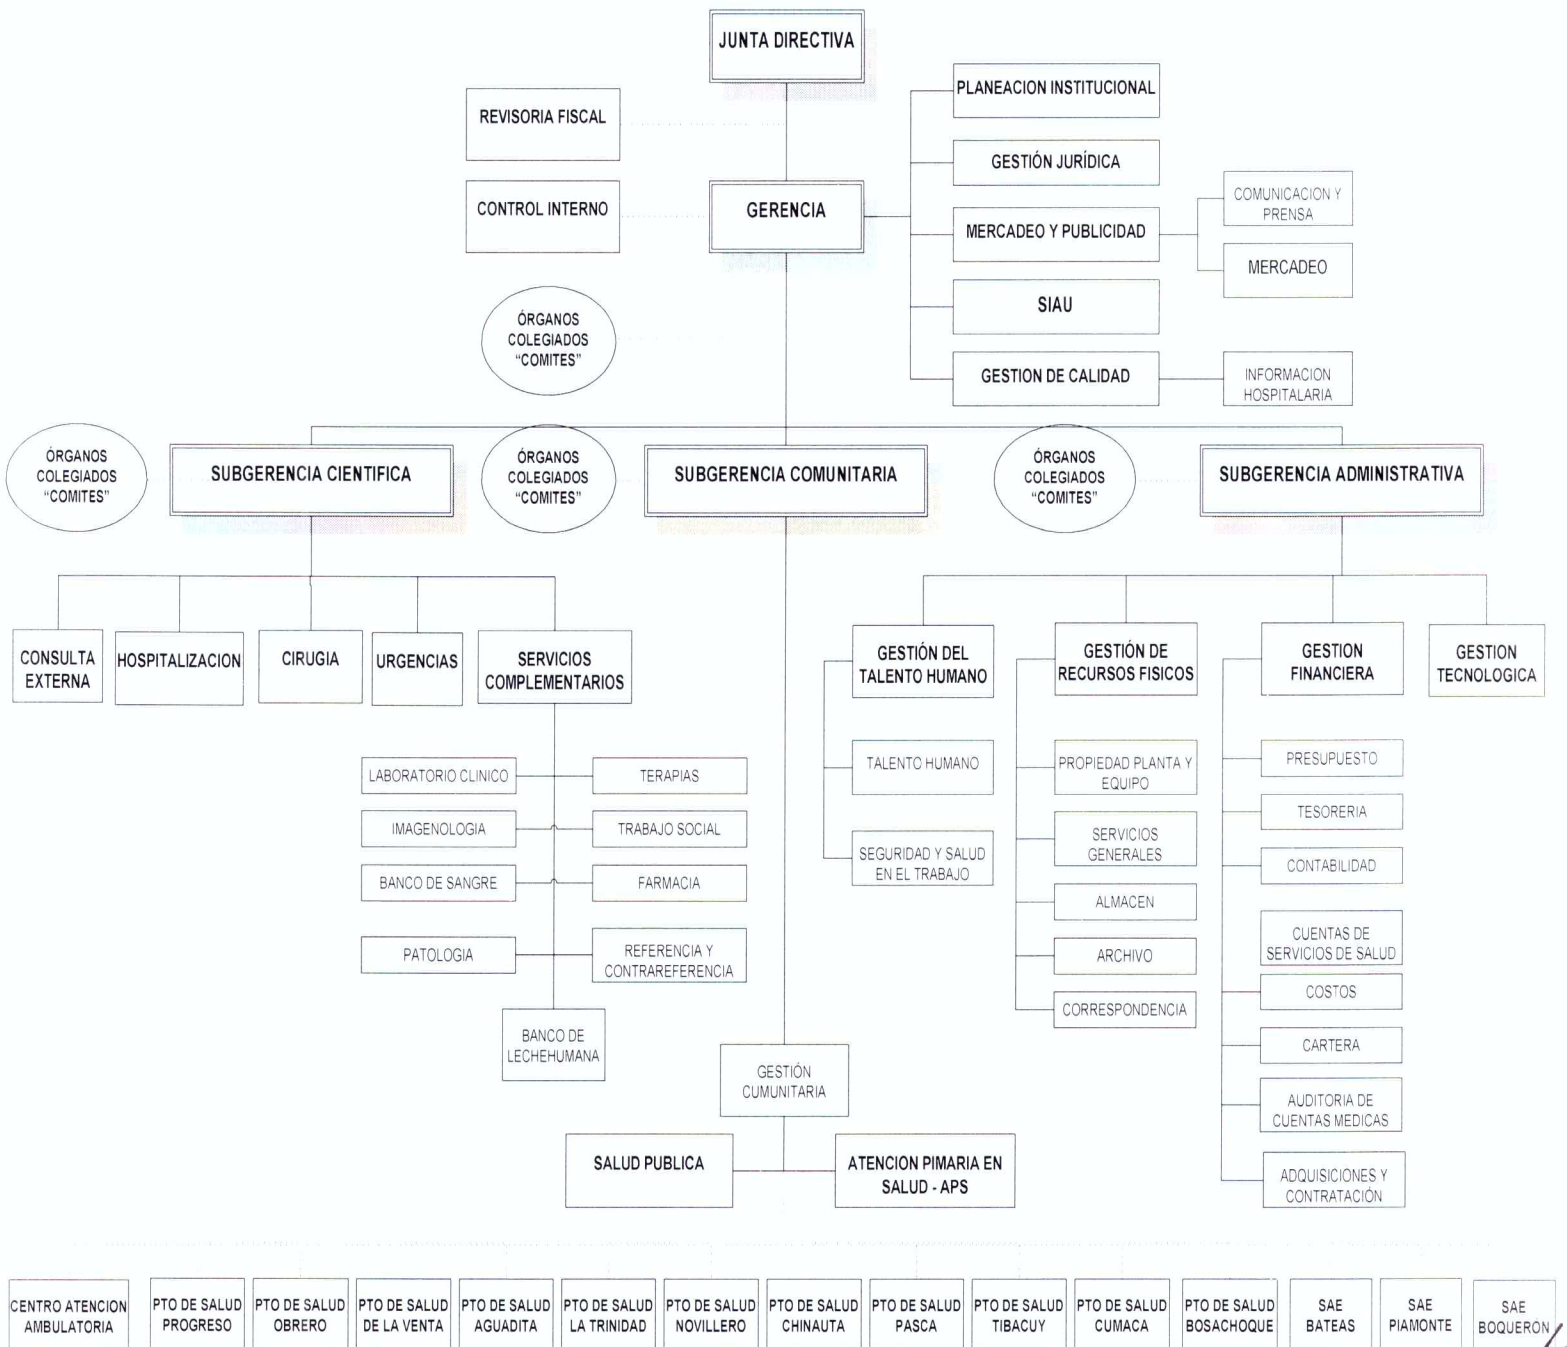 JUNTA DIRECTIVA
REVISORIA FISCAL
PLANEACION INSTITUCIONAL
GESTIÓN JURÍDICA
CONTROL INTERNO
GERENCIA
MERCADEO Y PUBLICIDAD
COMUNICACION Y
PRENSA
MERCADEO
SIAU
ÓRGANOS
COLEGIADOS
“COMITES”
GESTION DE CALIDAD
INFORMACION
HOSPITALARIA
ÓRGANOS
COLEGIADOS
“COMITES”
SUBGERENCIA CIENTIFICA
ÓRGANOS
COLEGIADOS
“COMITES”
SUBGERENCIA COMUNITARIA
ÓRGANOS
COLEGIADOS
“COMITES”
SUBGERENCIA ADMINISTRATIVA
CONSULTA
EXTERNA
HOSPITALIZACION
CIRUGIA
URGENCIAS
SERVICIOS
COMPLEMENTARIOS
GESTIÓN DEL
TALENTO HUMANO
GESTIÓN DE
RECURSOS FISICOS
GESTION
FINANCIERA
GESTION
TECNOLOGICA
LABORATORIO CLINICO
TERAPIAS
IMAGENOLOGIA
TRABAJO SOCIAL
BANCO DE SANGRE
FARMACIA
PATOLOGIA
REFERENCIA Y
CONTRAREFERENCIA
BANCO DE
LECHEHUMANA
TALENTO HUMANO
SEGURIDAD Y SALUD
EN EL TRABAJO
PROPIEDAD PLANTA Y
EQUIPO
SERVICIOS
GENERALES
ALMACEN
ARCHIVO
CORRESPONDENCIA
PRESUPUESTO
TESORERIA
CONTABILIDAD
CUENTAS DE
SERVICIOS DE SALUD
COSTOS
CARTERA
AUDITORIA DE
CUENTAS MEDICAS
ADQUISICIONES Y
CONTRATACIÓN
GESTIÓN
CUMUNITARIA
SALUD PUBLICA
ATENCION PIMARIA EN
SALUD - APS
CENTRO ATENCION
AMBULATORIA
PTO DE SALUD
PROGRESO
PTO DE SALUD
OBRERO
PTO DE SALUD
DE LA VENTA
PTO DE SALUD
AGUADITA
PTO DE SALUD
LA TRINIDAD
PTO DE SALUD
NOVILLERO
PTO DE SALUD
CHINAUTA
PTO DE SALUD
PASCA
PTO DE SALUD
TIBACUY
PTO DE SALUD
CUMACA
PTO DE SALUD
BOSACHOQUE
SAE
BATEAS
SAE
PIAMONTE
SAE
BOQUERÓN